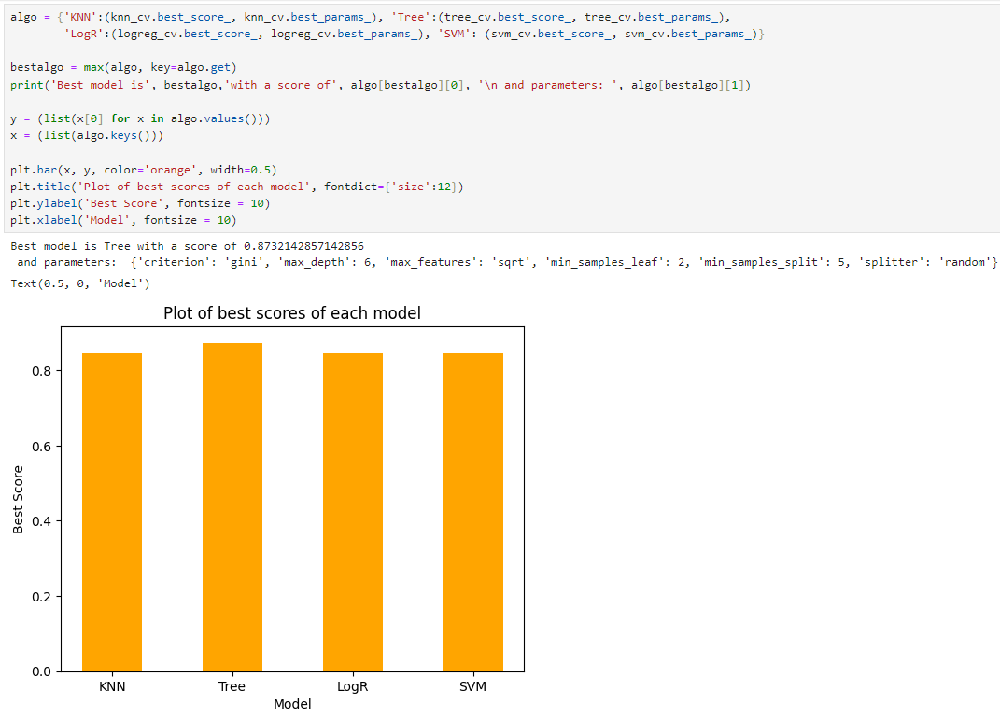 algo = {'KNN':(knn_cv.best_score_, knn_cv.best_params_), 'Tree':(tree_cv.best_score_, tree_cv.best_params_),
'LogR':(logreg_cv.best_score_, logreg_cv.best_params_), 'SVM': (svm_cv.best_score_, svm_cv.best_params_)}
bestalgo = max(algo, key=algo.get)
print('Best model is', bestalgo,'with a score of', algo[bestalgo][0], '\n and parameters: ', algo[bestalgo][1])
y = (list(x[0] for x in algo.values()))
x = (list(algo.keys()))
plt.bar(x, y, color='orange', width=0.5)
plt.title('Plot of best scores of each model', fontdict={'size':12})
plt.ylabel('Best Score', fontsize = 10)
plt.xlabel('Model', fontsize = 10)
Best model is Tree with a score of 0.8732142857142856
and parameters:  {'criterion': 'gini', 'max_depth': 6, 'max_features': 'sqrt', 'min_samples_leaf': 2, 'min_samples_split': 5, 'splitter': 'random'}
Text(0.5, 0, 'Model')
Plot of best scores of each model
0.8
0.6
0.4
0.2
0.0
Best Score
KNN Tree LogR SVM
Model